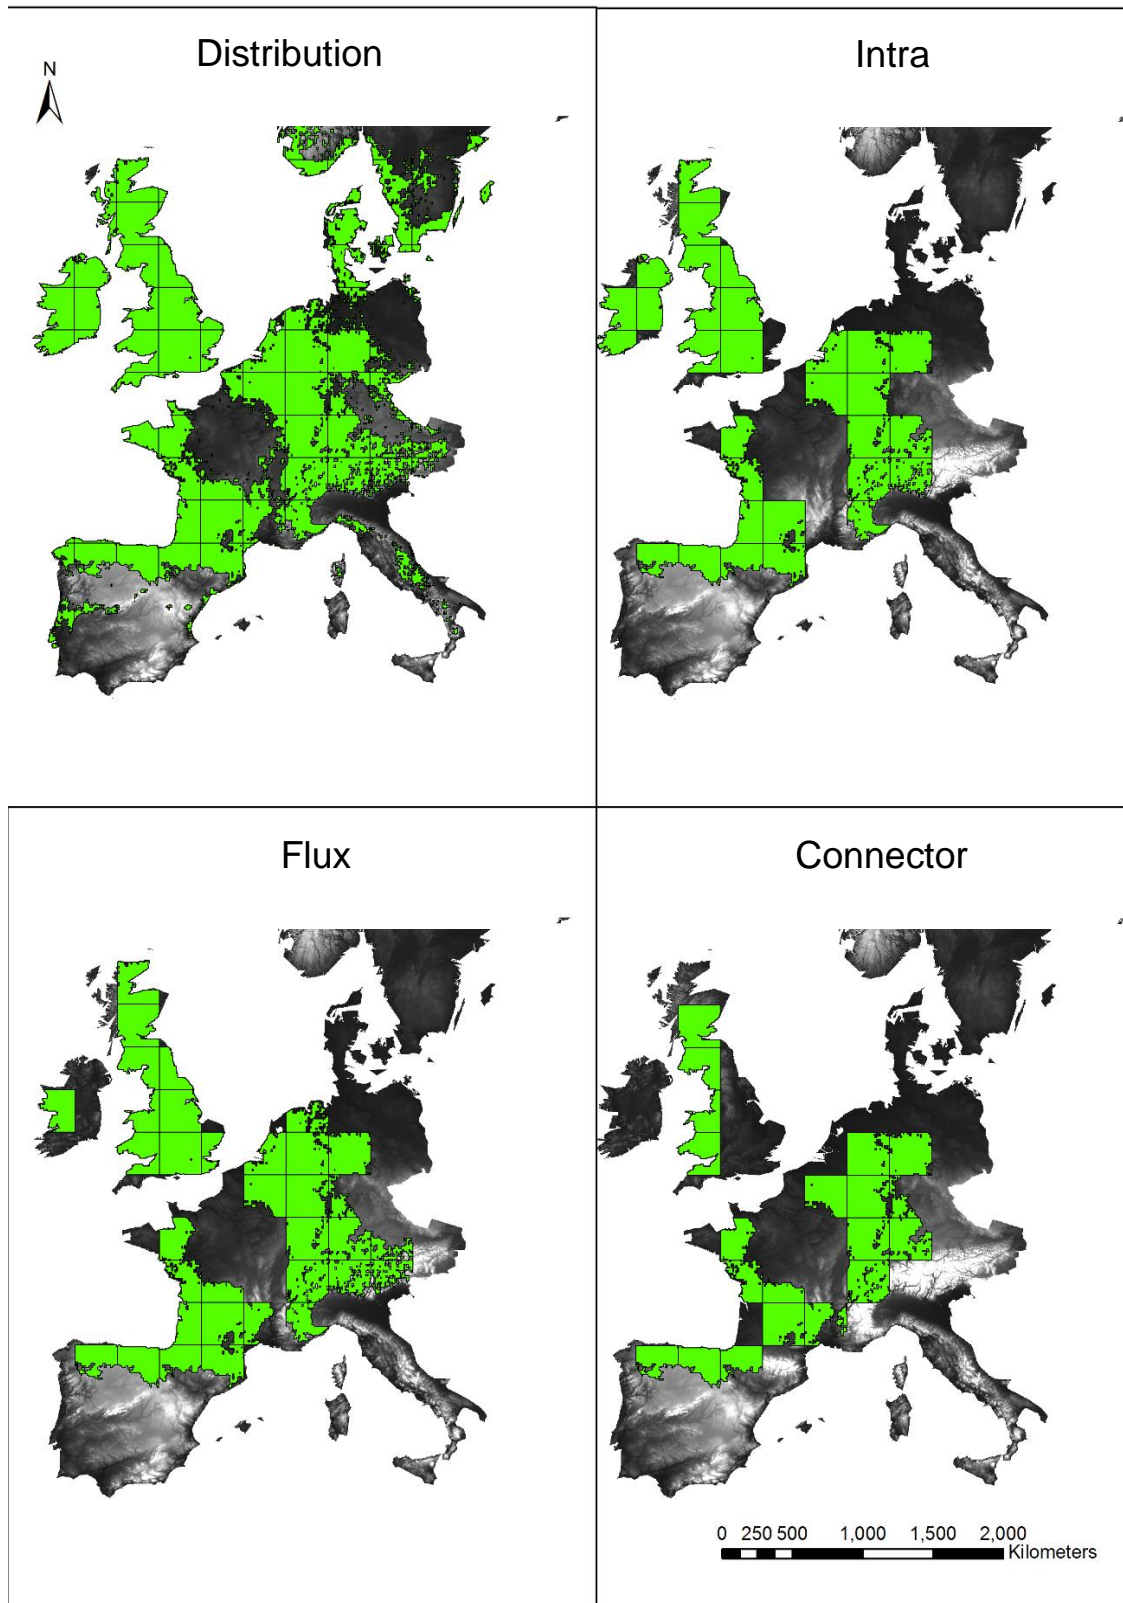 Distribution
Intra
N
Flux
Connector
0 250 500 1,000 1,500 2,000
Kilometers